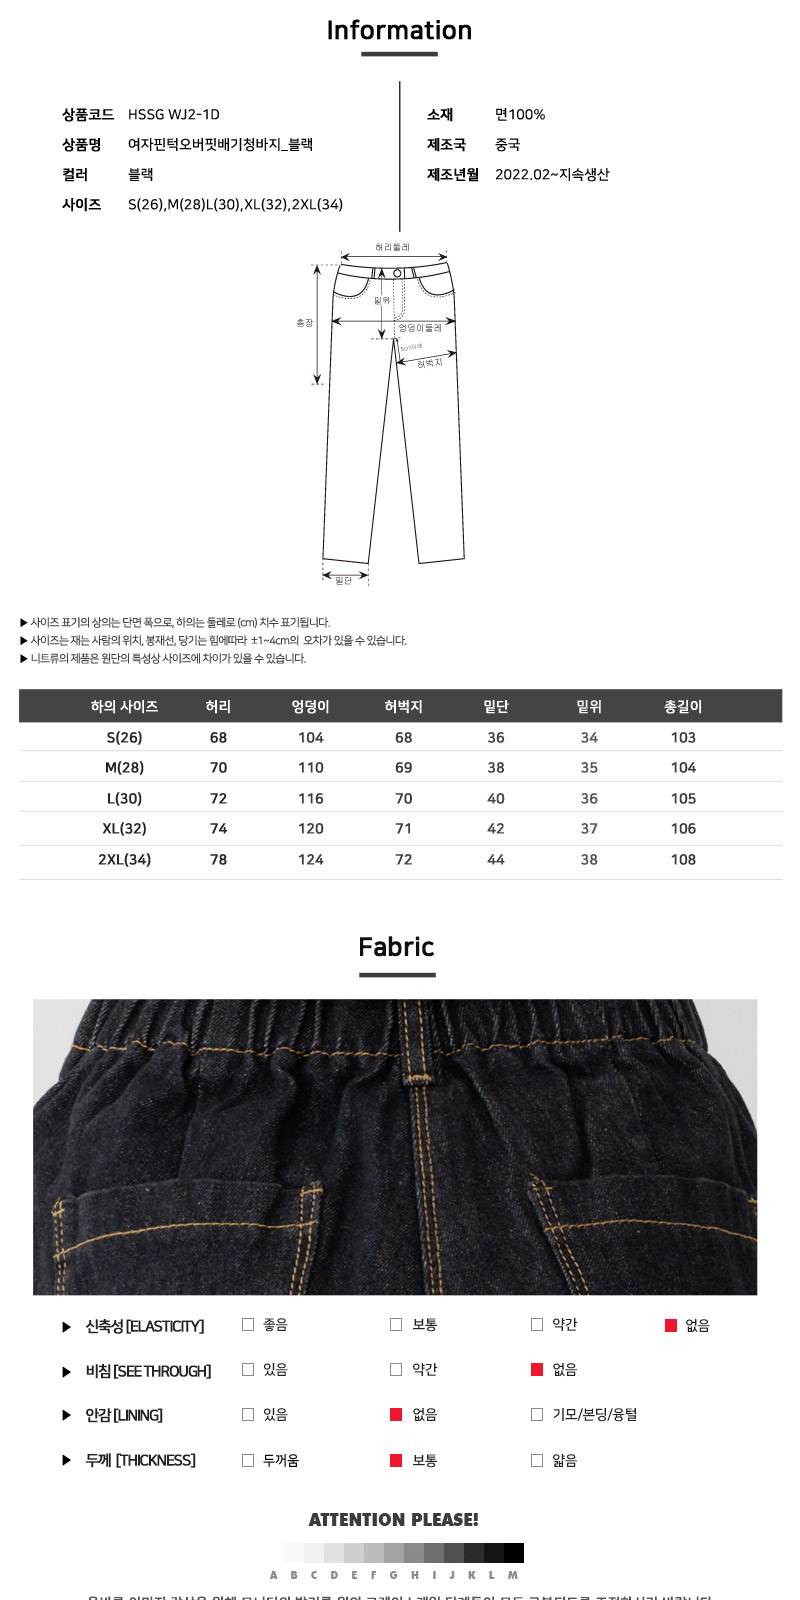 Information
상품코드 HSSG WJ2-1D
상품명 여자핀턱오버핏배기청바지_블랙
컬러 블랙
사이즈 S(26),M(28)L(30),XL(32),2XL(34)
소재 면100%
제조국 중국
제조년월 2022.02~지속생산
허리둘레
밑위
총장
엉덩이둘레
5cm아래
허벅지
밑단
▶ 사이즈 표기의 상의는 단면 폭으로, 하의는 둘레로 (cm) 치수 표기됩니다.
▶ 사이즈는 재는 사람의 위치, 봉재선, 당기는 힘에따라 ±1~4cm의 오차가 있을 수 있습니다.
▶ 니트류의 제품은 원단의 특성상 사이즈에 차이가 있을 수 있습니다.
하의 사이즈 허리 엉덩이 허벅지 밑단 밑위 총길이
S(26) 68 104 68 36 34 103
M(28) 70 110 69 38 35 104
L(30) 72 116 70 40 36 105
XL(32) 74 120 71 42 37 106
2XL(34) 78 124 72 44 38 108
Fabric
▶ 신축성 [ELASTICITY] 좋음 보통 약간 없음
▶ 비침 [SEE THROUGH] 있음 약간 없음
▶ 안감 [LINING] 있음 없음 기모/본딩/융털
▶ 두께 [THICKNESS] 두꺼움 보통 얇음
ATTENTION PLEASE!
A B C D E F G H I J K L M